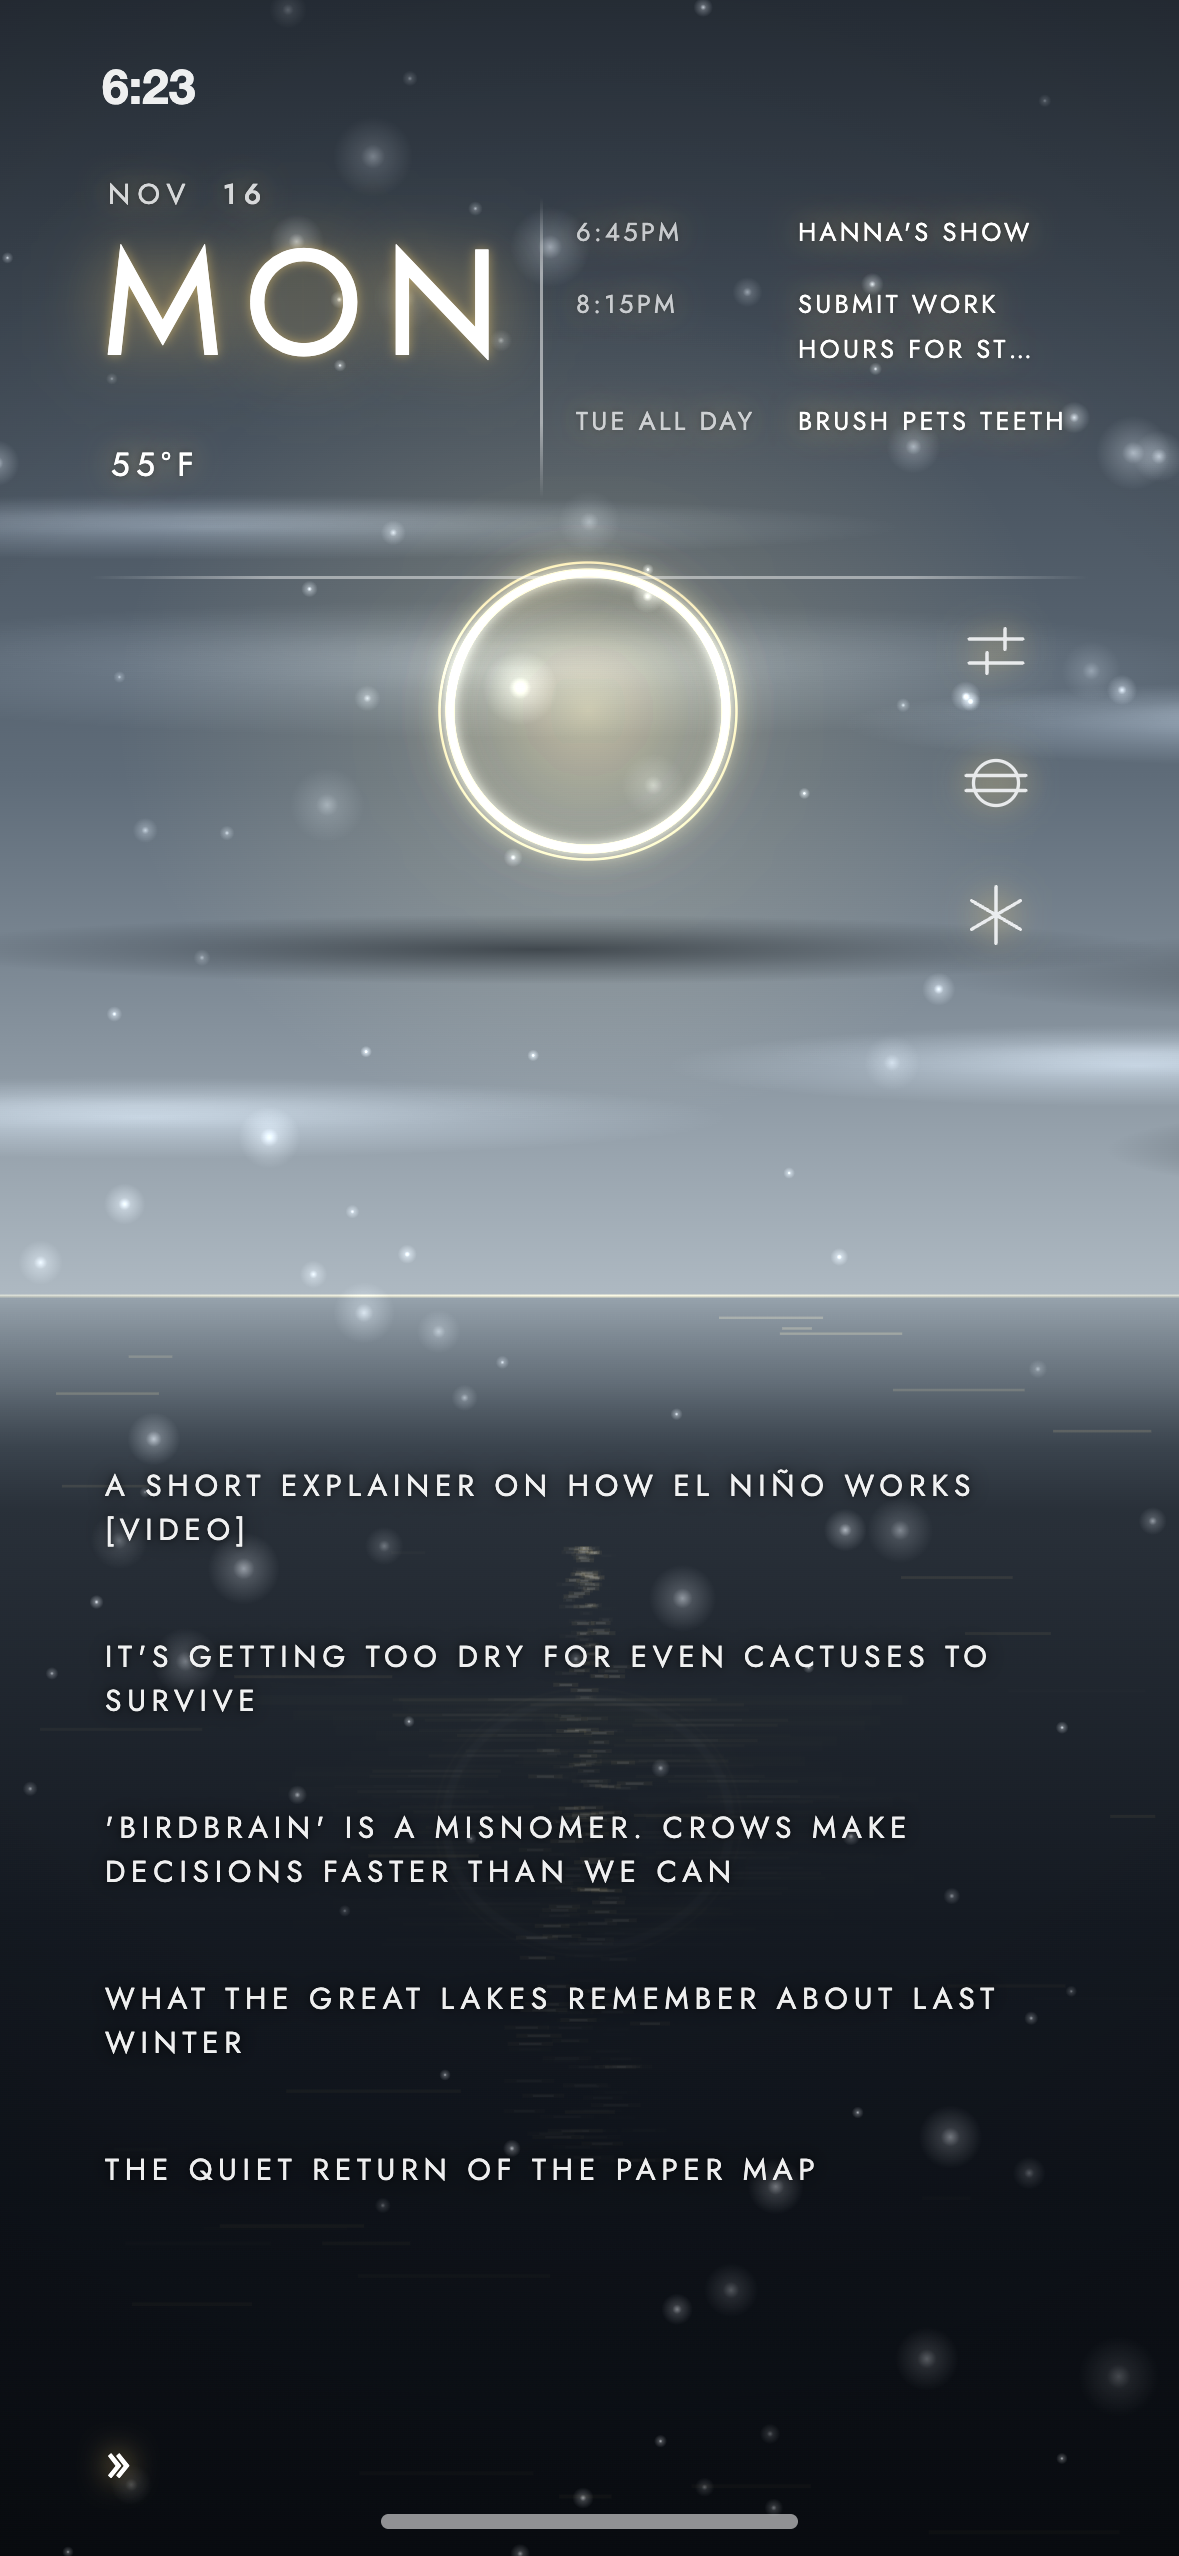 6:23
NOV 16
MON
55°F
6:45PM HANNA'S SHOW
8:15PM SUBMIT WORK
HOURS FOR ST...
TUE ALL DAY BRUSH PETS TEETH
A SHORT EXPLAINER ON HOW EL NIÑO WORKS
[VIDEO]
IT'S GETTING TOO DRY FOR EVEN CACTUSES TO
SURVIVE
'BIRDBRAIN' IS A MISNOMER. CROWS MAKE
DECISIONS FASTER THAN WE CAN
WHAT THE GREAT LAKES REMEMBER ABOUT LAST
WINTER
THE QUIET RETURN OF THE PAPER MAP
»